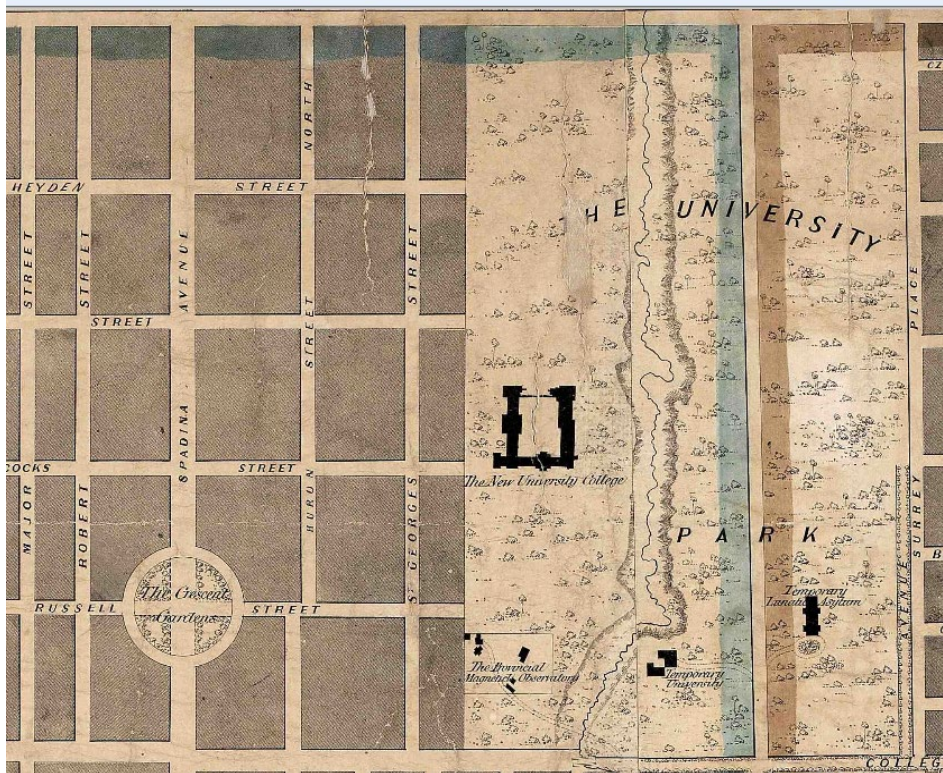 NORTH
CZ
HEYDEN STREET
THE UNIVERSITY
STREET
STREET
AVENUE
STREET
PLACE
STREET
STREET
SPADINA
COCKS STREET
The New University College
MAJOR
ROBERT
HURON
ST GEORGES
SURREY
PARK
AVENUE
B
The Crescent
Gardens
RUSSELL STREET
Temporary
Lunatic Asylum
The Provincial
Magnetic Observatory
Temporary
University
COLLEG